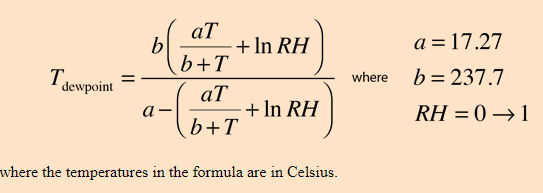 T_dewpoint = b( aT / (b+T) + ln RH ) / ( a − ( aT / (b+T) + ln RH ) ) where
a = 17.27
b = 237.7
RH = 0 → 1
where the temperatures in the formula are in Celsius.